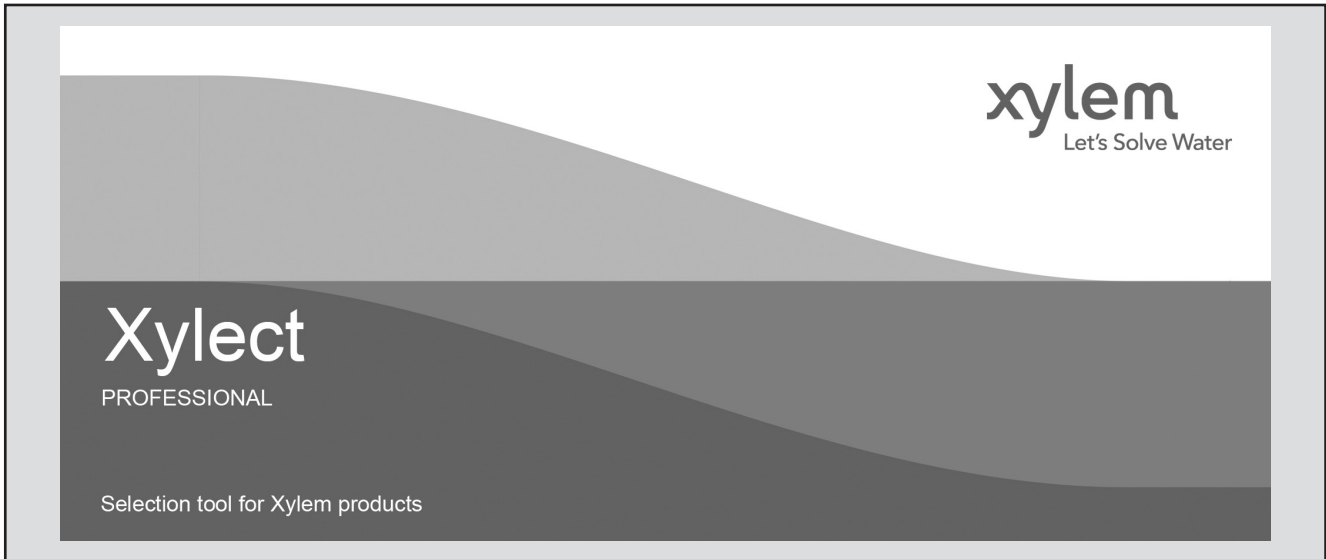 xylem
Let's Solve Water
Xylect
PROFESSIONAL
Selection tool for Xylem products